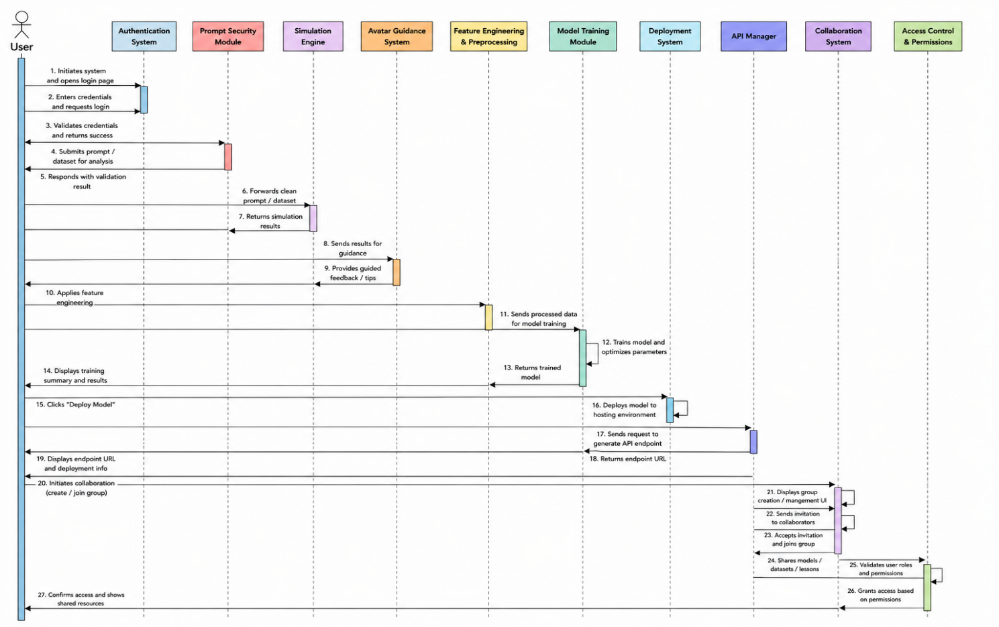 User
Authentication
System
Prompt Security
Module
Simulation
Engine
Avatar Guidance
System
Feature Engineering
& Preprocessing
Model Training
Module
Deployment
System
API Manager
Collaboration
System
Access Control
& Permissions
1. Initiates system
and opens login page
2. Enters credentials
and requests login
3. Validates credentials
and returns success
4. Submits prompt /
dataset for analysis
5. Responds with validation
result
6. Forwards clean
prompt / dataset
7. Returns simulation
results
8. Sends results for
guidance
9. Provides guided
feedback / tips
10. Applies feature
engineering
11. Sends processed data
for model training
12. Trains model and
optimizes parameters
13. Returns trained
model
14. Displays training
summary and results
15. Clicks “Deploy Model”
16. Deploys model to
hosting environment
17. Sends request to
generate API endpoint
18. Returns endpoint URL
19. Displays endpoint URL
and deployment info
20. Initiates collaboration
(create / join group)
21. Displays group
creation / mangement UI
22. Sends invitation
to collaborators
23. Accepts invitation
and joins group
24. Shares models /
datasets / lessons
25. Validates user roles
and permissions
26. Grants access based
on permissions
27. Confirms access and shows
shared resources